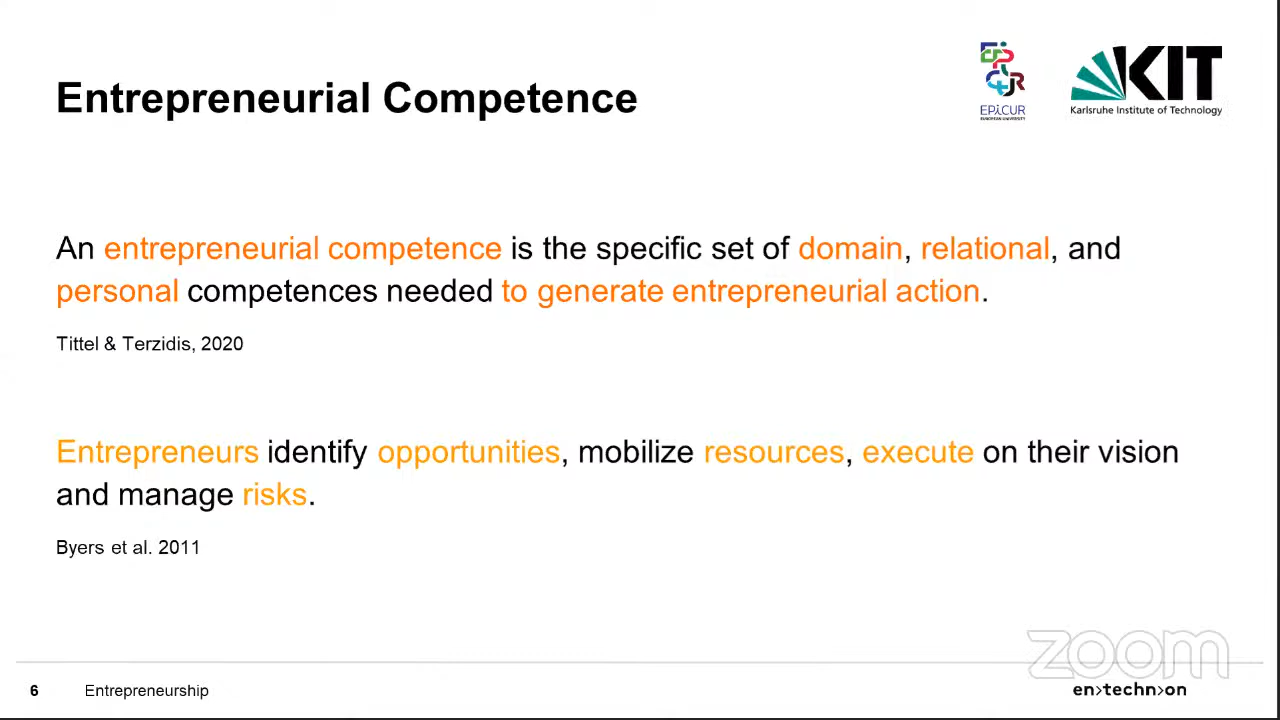 Entrepreneurial Competence
EPICUR
EUROPEAN UNIVERSITY
KIT
Karlsruhe Institute of Technology
An entrepreneurial competence is the specific set of domain, relational, and
personal competences needed to generate entrepreneurial action.
Tittel & Terzidis, 2020
Entrepreneurs identify opportunities, mobilize resources, execute on their vision
and manage risks.
Byers et al. 2011
zoom
6 Entrepreneurship
en>techn>on